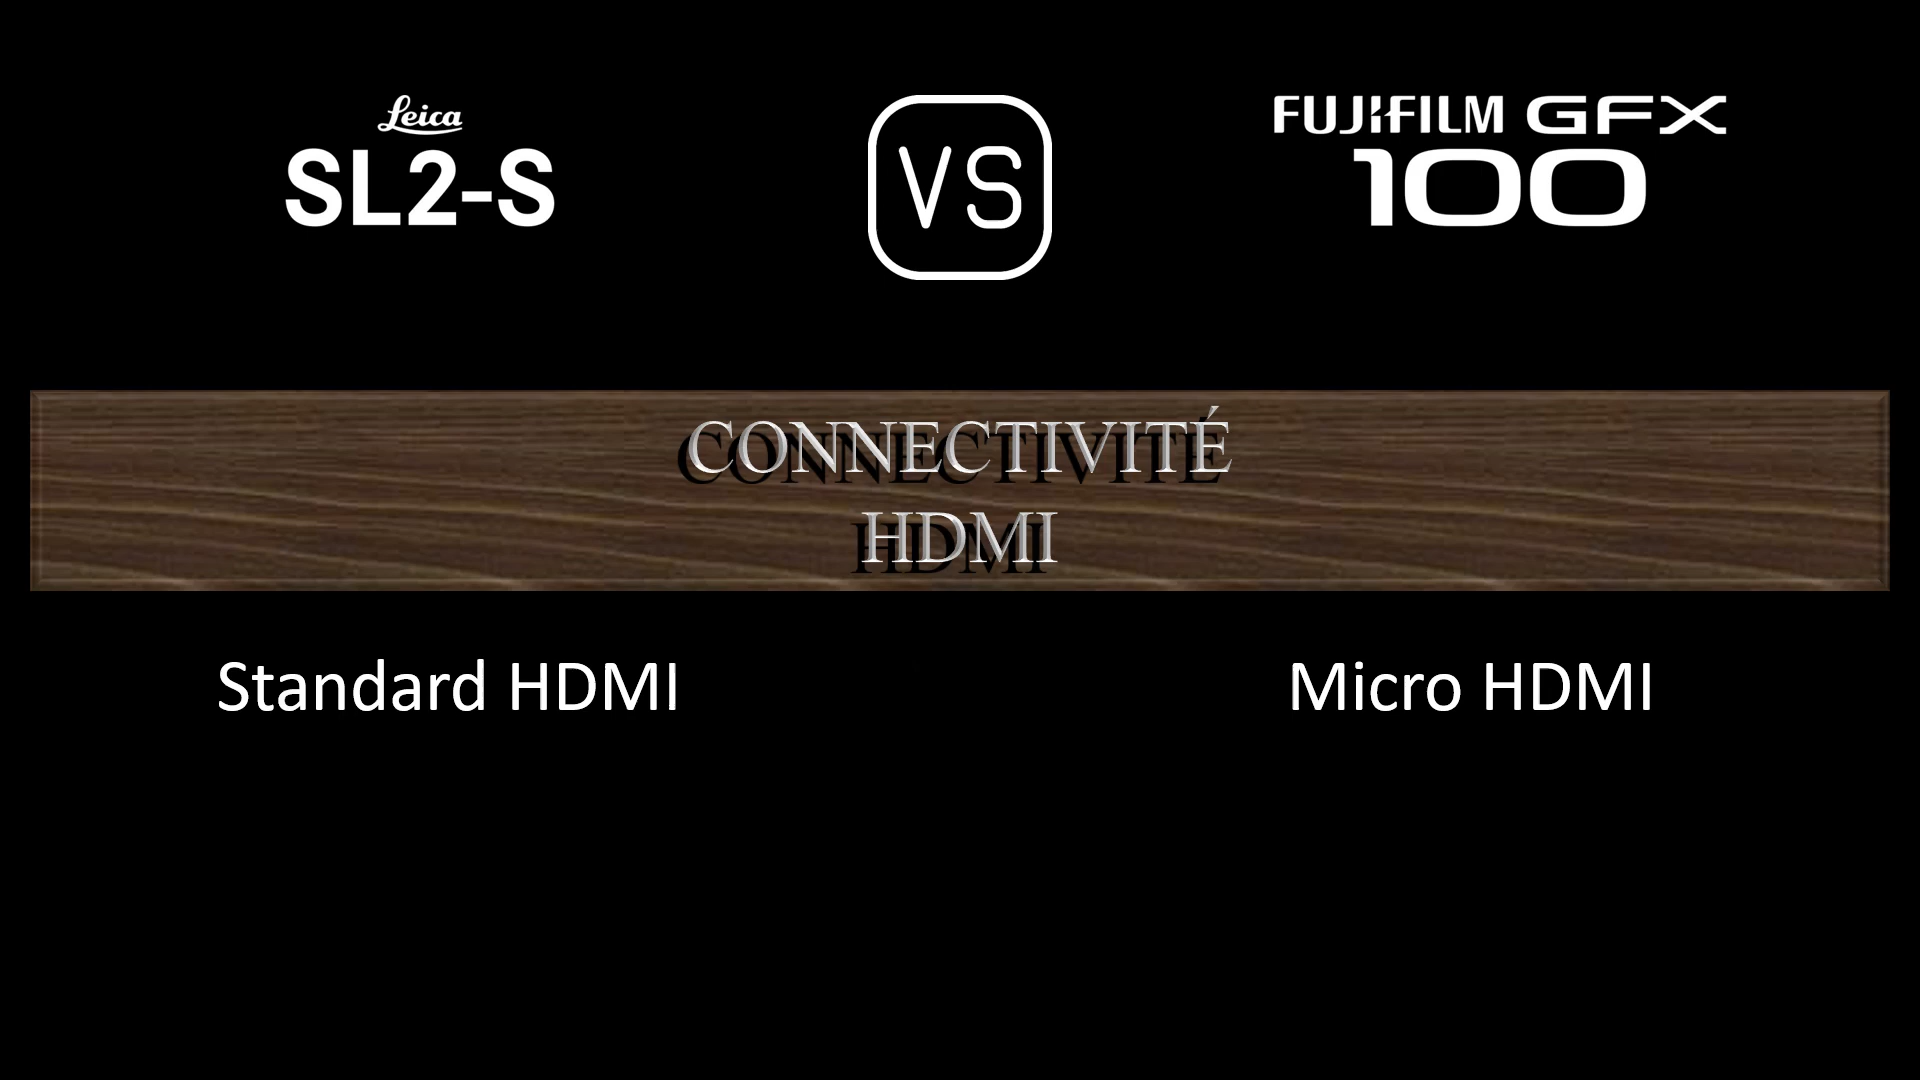 Leica
SL2-S
VS
FUJIFILM GFX
100
CONNECTIVITÉ
HDMI
Standard HDMI
Micro HDMI